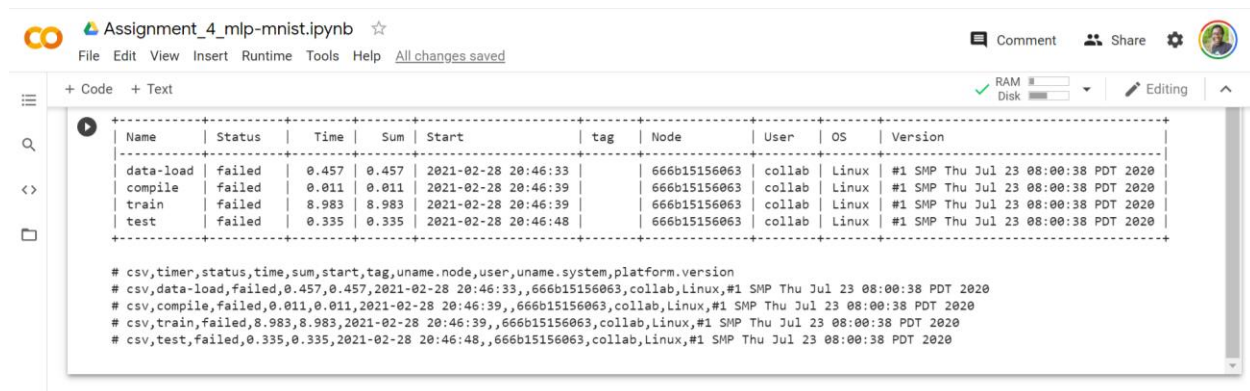 CO Assignment_4_mlp-mnist.ipynb
Comment Share
File Edit View Insert Runtime Tools Help All changes saved
+ Code + Text
RAM
Disk
Editing
+-----------+--------+-------+-------+---------------------+-----+--------------+--------+-------+-------------------------------------+
| Name | Status | Time | Sum | Start | tag | Node | User | OS | Version |
|-----------+--------+-------+-------+---------------------+-----+--------------+--------+-------+-------------------------------------|
| data-load | failed | 0.457 | 0.457 | 2021-02-28 20:46:33 | | 666b15156063 | collab | Linux | #1 SMP Thu Jul 23 08:00:38 PDT 2020 |
| compile | failed | 0.011 | 0.011 | 2021-02-28 20:46:39 | | 666b15156063 | collab | Linux | #1 SMP Thu Jul 23 08:00:38 PDT 2020 |
| train | failed | 8.983 | 8.983 | 2021-02-28 20:46:39 | | 666b15156063 | collab | Linux | #1 SMP Thu Jul 23 08:00:38 PDT 2020 |
| test | failed | 0.335 | 0.335 | 2021-02-28 20:46:48 | | 666b15156063 | collab | Linux | #1 SMP Thu Jul 23 08:00:38 PDT 2020 |
+-----------+--------+-------+-------+---------------------+-----+--------------+--------+-------+-------------------------------------+
# csv,timer,status,time,sum,start,tag,uname.node,user,uname.system,platform.version
# csv,data-load,failed,0.457,0.457,2021-02-28 20:46:33,,666b15156063,collab,Linux,#1 SMP Thu Jul 23 08:00:38 PDT 2020
# csv,compile,failed,0.011,0.011,2021-02-28 20:46:39,,666b15156063,collab,Linux,#1 SMP Thu Jul 23 08:00:38 PDT 2020
# csv,train,failed,8.983,8.983,2021-02-28 20:46:39,,666b15156063,collab,Linux,#1 SMP Thu Jul 23 08:00:38 PDT 2020
# csv,test,failed,0.335,0.335,2021-02-28 20:46:48,,666b15156063,collab,Linux,#1 SMP Thu Jul 23 08:00:38 PDT 2020